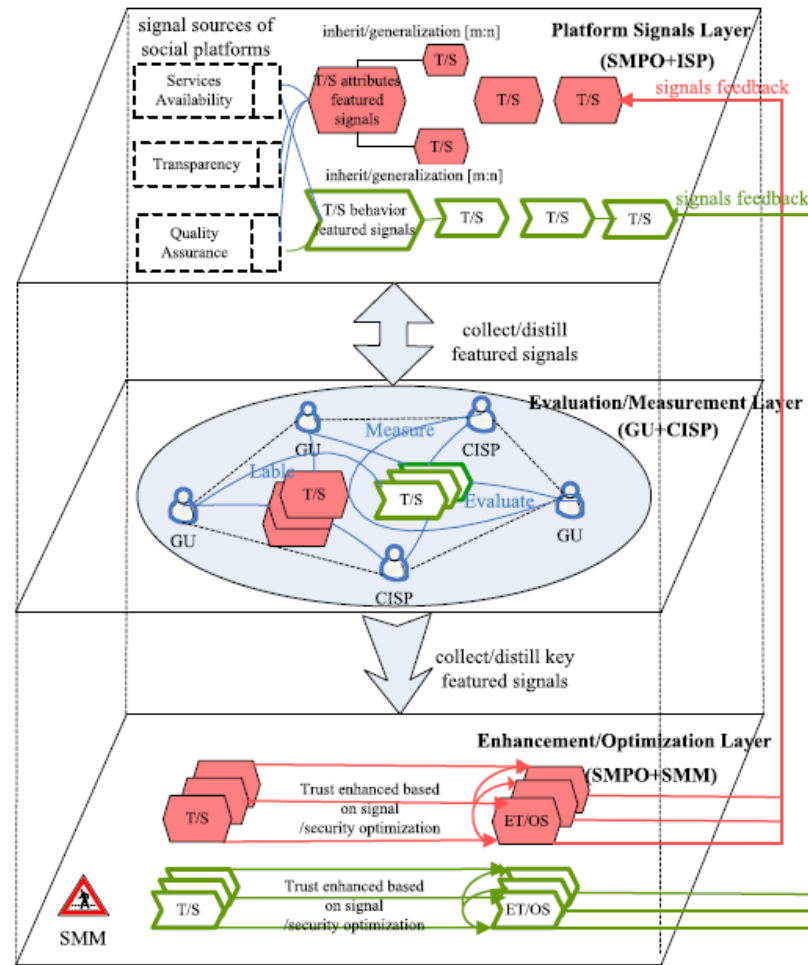 signal sources of
social platforms
inherit/generalization [m:n]
Platform Signals Layer
(SMPO+ISP)
Services
Availability
T/S attributes
featured
signals
T/S
T/S
T/S
T/S
signals feedback
Transparency
inherit/generalization [m:n]
Quality
Assurance
T/S behavior
featured signals
T/S
T/S
T/S
signals feedback
collect/distill
featured signals
Evaluation/Measurement Layer
(GU+CISP)
GU
Measure
CISP
Lable
T/S
T/S
Evaluate
GU
GU
CISP
collect/distill key
featured signals
Enhancement/Optimization Layer
(SMPO+SMM)
T/S
Trust enhanced based
on signal
/security optimization
ET/OS
SMM
T/S
Trust enhanced based
on signal
/security optimization
ET/OS